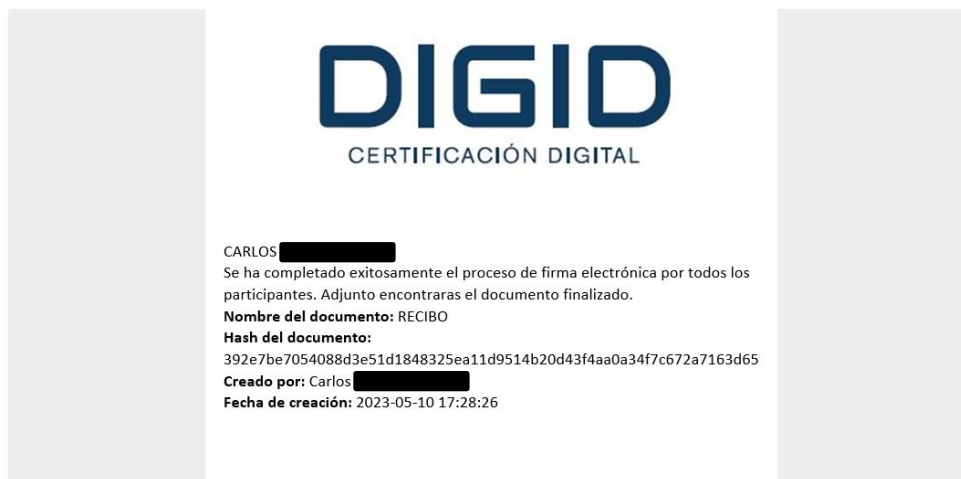 DIGID
CERTIFICACIÓN DIGITAL
CARLOS
Se ha completado exitosamente el proceso de firma electrónica por todos los
participantes. Adjunto encontraras el documento finalizado.
Nombre del documento: RECIBO
Hash del documento:
392e7be7054088d3e51d1848325ea11d9514b20d43f4aa0a34f7c672a7163d65
Creado por: Carlos
Fecha de creación: 2023-05-10 17:28:26